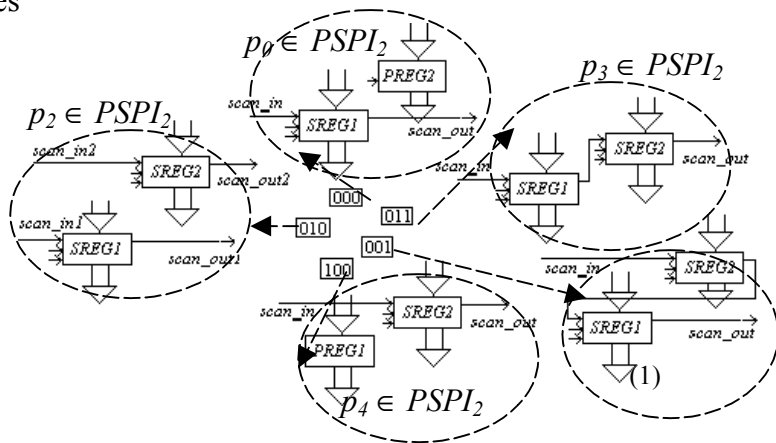 es
p₀ ∈ PSPI₂
PREG2
scan_in
SREG1
scan_out
p₃ ∈ PSPI₂
SREG2
scan_out
scan_in
SREG1
p₂ ∈ PSPI₂
scan_in2
SREG2
scan_out2
scan_in1
SREG1
scan_out1
000
011
010
001
100
scan_in
SREG2
scan_out
PREG1
p₄ ∈ PSPI₂
scan_in
SREG2
SREG1
scan_out
(1)